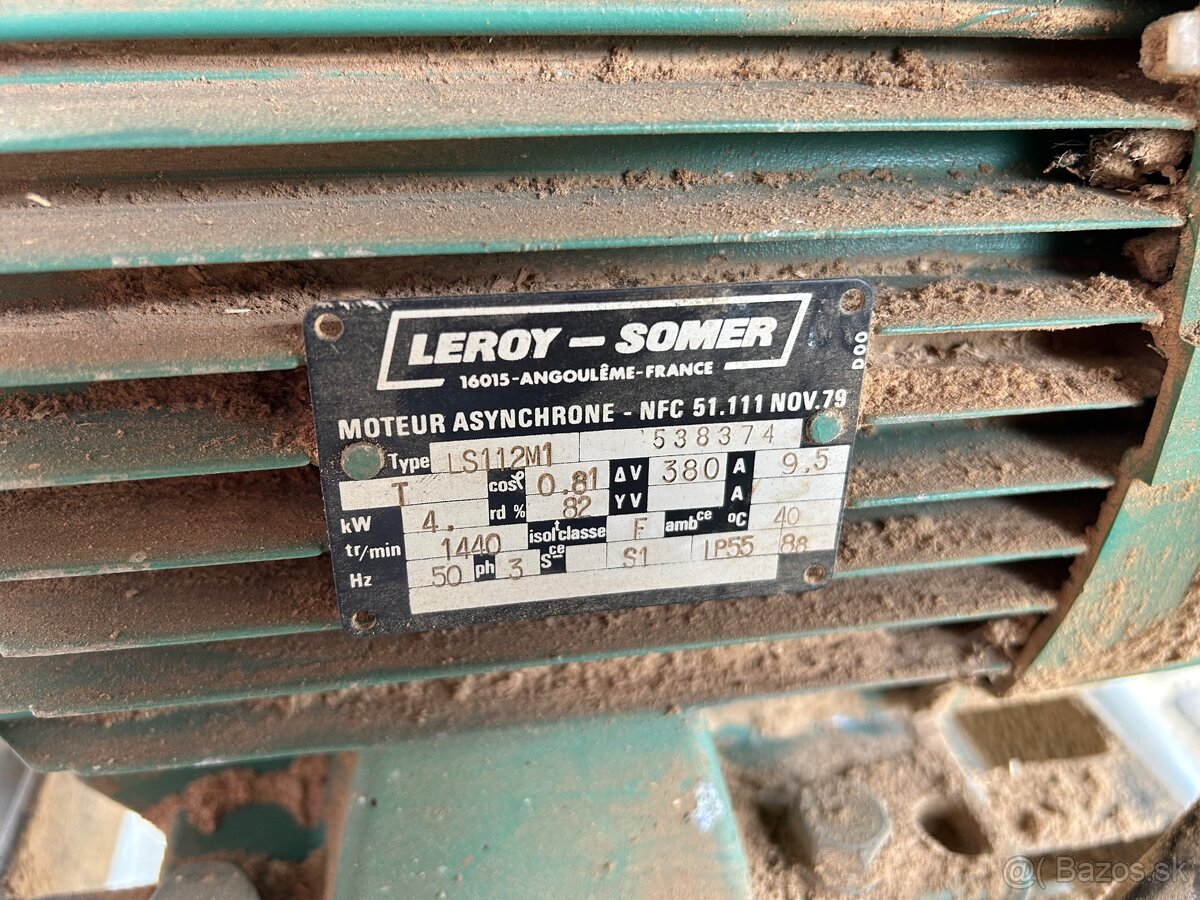 LEROY-SOMER
16015-ANGOULÊME-FRANCE
D00
MOTEUR ASYNCHRONE - NFC 51.111 NOV.79
Type LS112M1 538374
T cosφ 0.81 ΔV 380 A 9.5
kW 4. rd % 82 YV A
tr/min 1440 isolt classe F ambce °C 40
Hz 50 ph 3 Sce S1 IP55 88
@( Bazos.sk